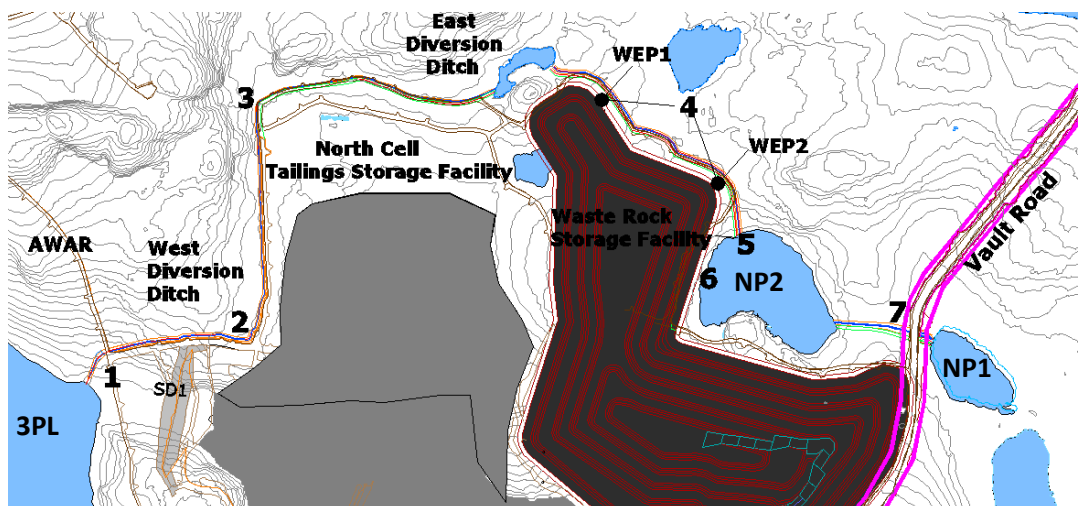 East
Diversion
Ditch
WEP1
3
4
North Cell
Tailings Storage Facility
WEP2
AWAR
West
Diversion
Ditch
Waste Rock
Storage Facility
5
6
NP2
Vault Road
2
7
1
SD1
NP1
3PL